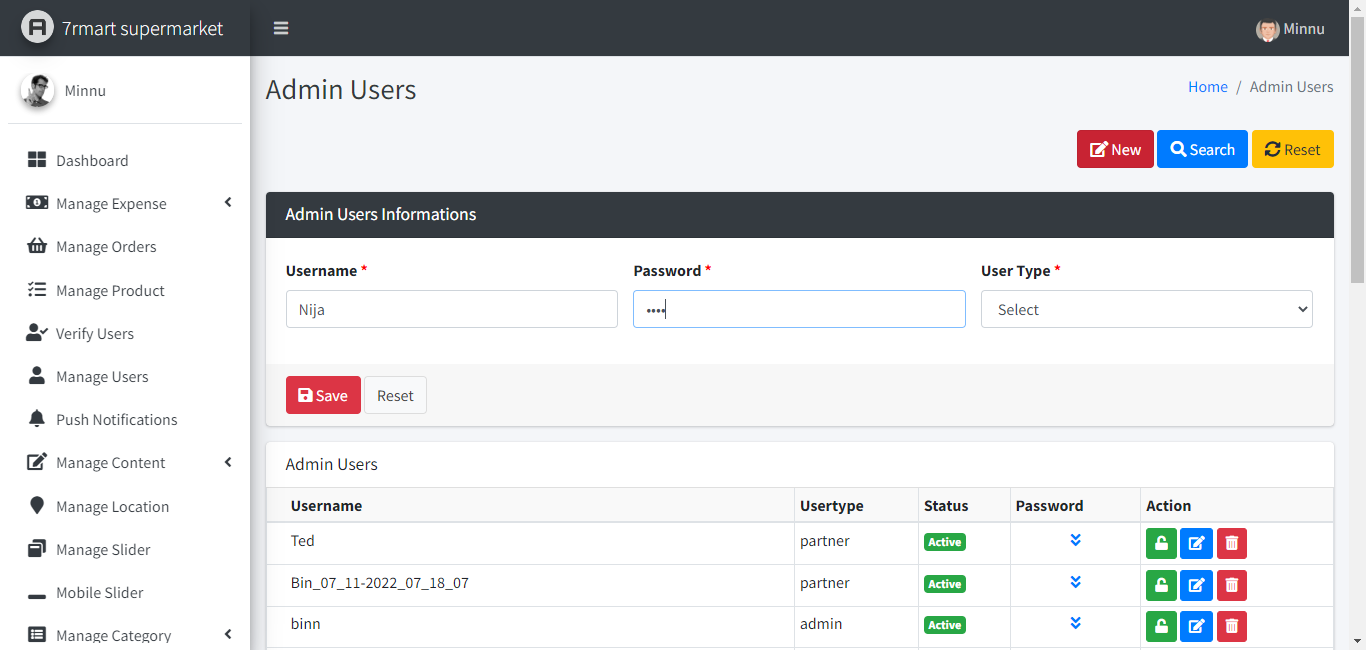 7rmart supermarket
Minnu
Minnu
Dashboard
Manage Expense
Manage Orders
Manage Product
Verify Users
Manage Users
Push Notifications
Manage Content
Manage Location
Manage Slider
Mobile Slider
Manage Category
Admin Users
Home / Admin Users
New Search Reset
Admin Users Informations
Username * Password * User Type *
Nija •••• Select
Save Reset
Admin Users
Username Usertype Status Password Action
Ted partner Active
Bin_07_11-2022_07_18_07 partner Active
binn admin Active